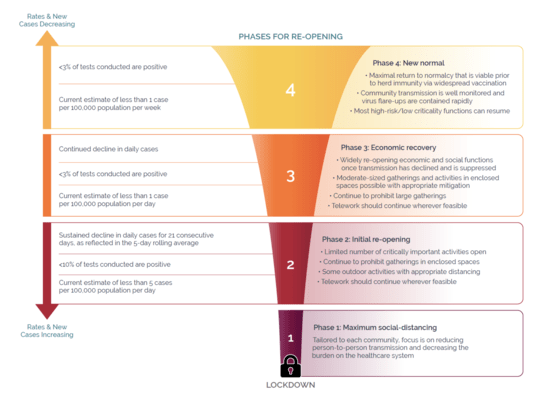 Rates & New
Cases Decreasing
PHASES FOR RE-OPENING
<3% of tests conducted are positive
Current estimate of less than 1 case
per 100,000 population per week
4
Phase 4: New normal
• Maximal return to normalcy that is viable prior
to herd immunity via widespread vaccination
• Community transmission is well monitored and
virus flare-ups are contained rapidly
• Most high-risk/low criticality functions can resume
Continued decline in daily cases
<3% of tests conducted are positive
Current estimate of less than 1 case
per 100,000 population per day
3
Phase 3: Economic recovery
• Widely re-opening economic and social functions
once transmission has declined and is suppressed
• Moderate-sized gatherings and activities in enclosed
spaces possible with appropriate mitigation
• Continue to prohibit large gatherings
• Telework should continue wherever feasible
Sustained decline in daily cases for 21 consecutive
days, as reflected in the 5-day rolling average
<10% of tests conducted are positive
Current estimate of less than 5 cases
per 100,000 population per day
2
Phase 2: Initial re-opening
• Limited number of critically important activities open
• Continue to prohibit gatherings in enclosed spaces
• Some outdoor activities with appropriate distancing
• Telework should continue wherever feasible
Rates & New
Cases Increasing
1
Phase 1: Maximum social-distancing
Tailored to each community, focus is on reducing
person-to-person transmission and decreasing the
burden on the healthcare system
LOCKDOWN